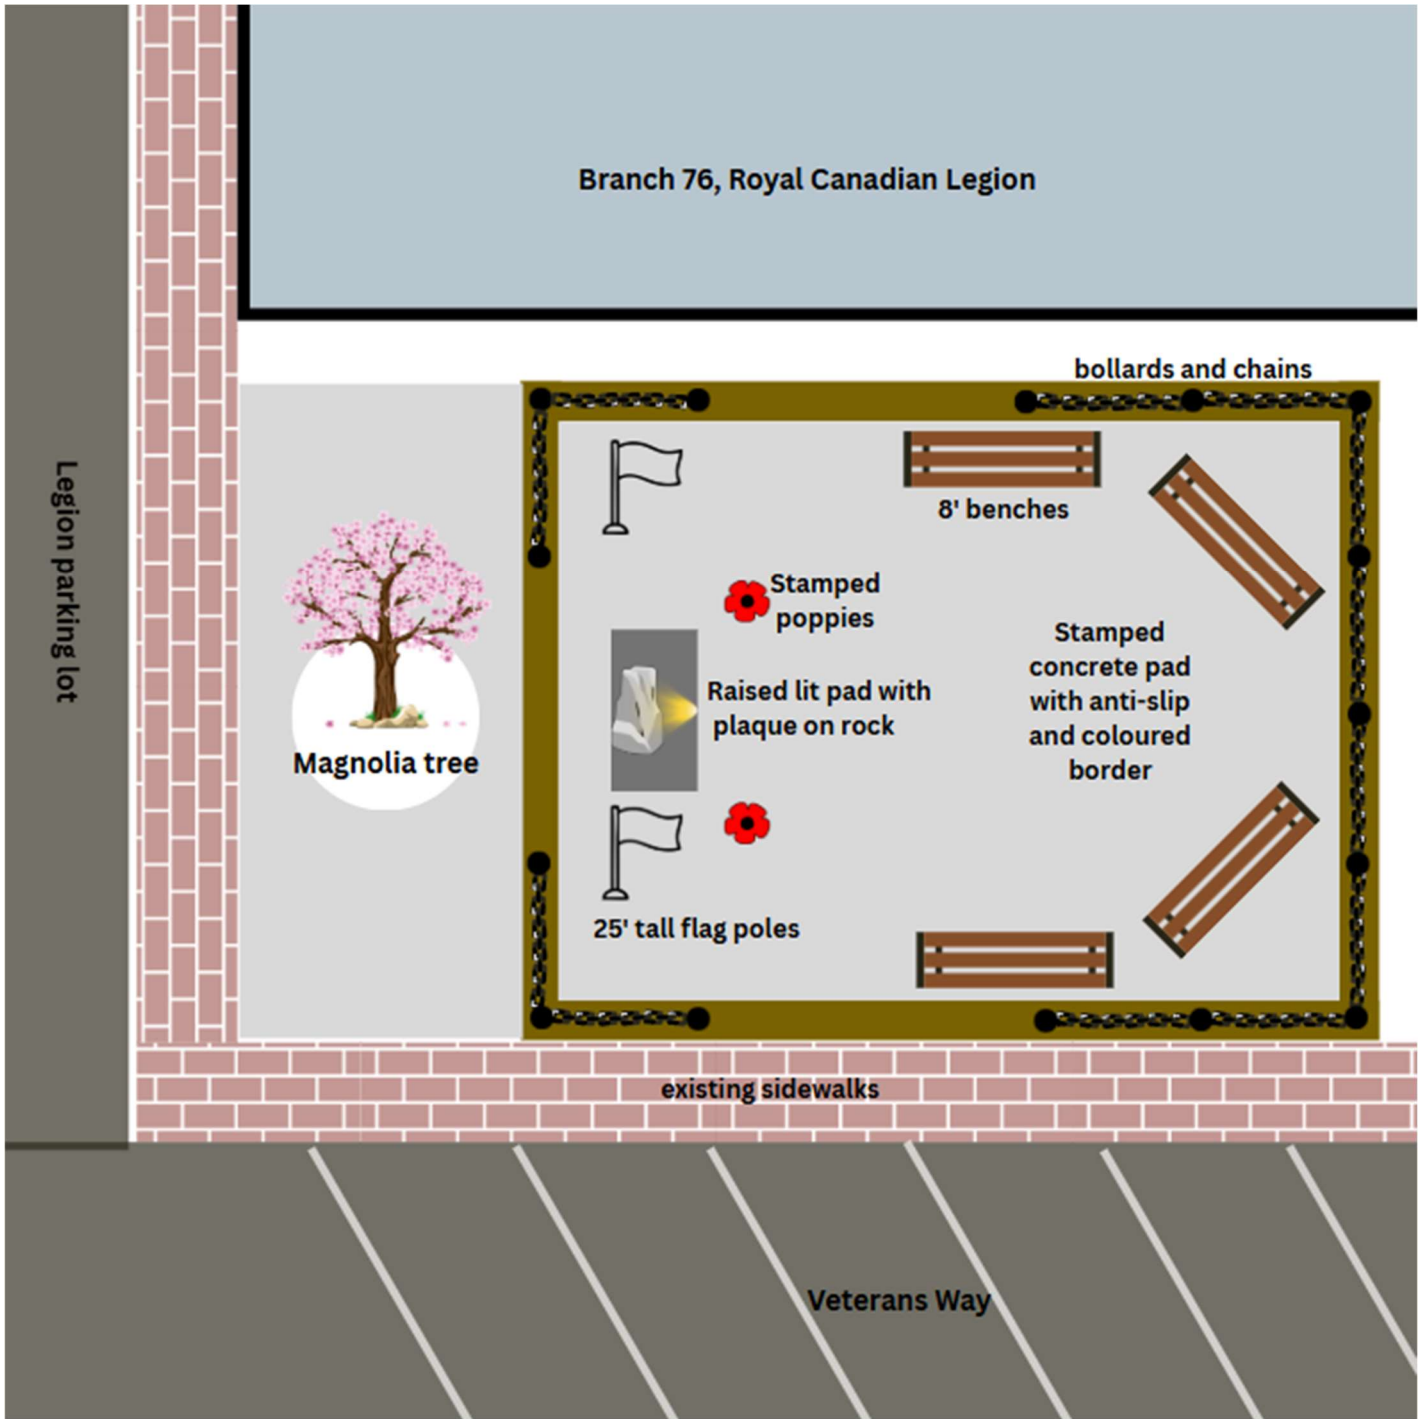 Branch 76, Royal Canadian Legion
bollards and chains
Legion parking lot
8' benches
Stamped
poppies
Stamped
concrete pad
with anti-slip
and coloured
border
Raised lit pad with
plaque on rock
Magnolia tree
25' tall flag poles
existing sidewalks
Veterans Way